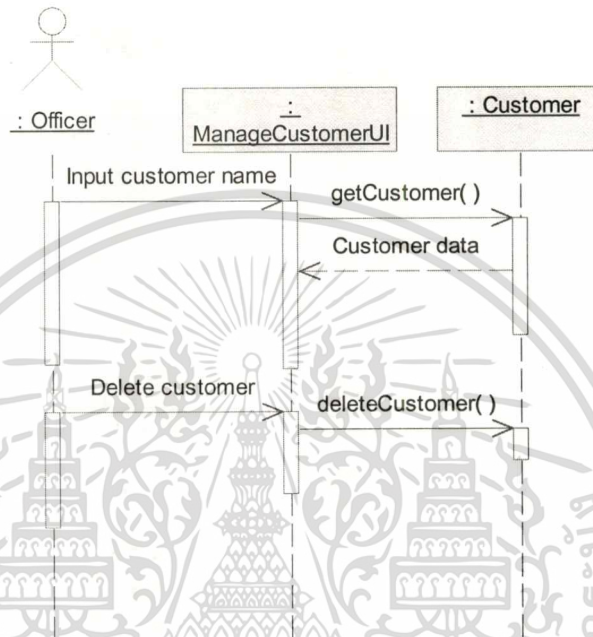 : Officer
:
ManageCustomerUI
: Customer
Input customer name
getCustomer( )
Customer data
Delete customer
deleteCustomer( )